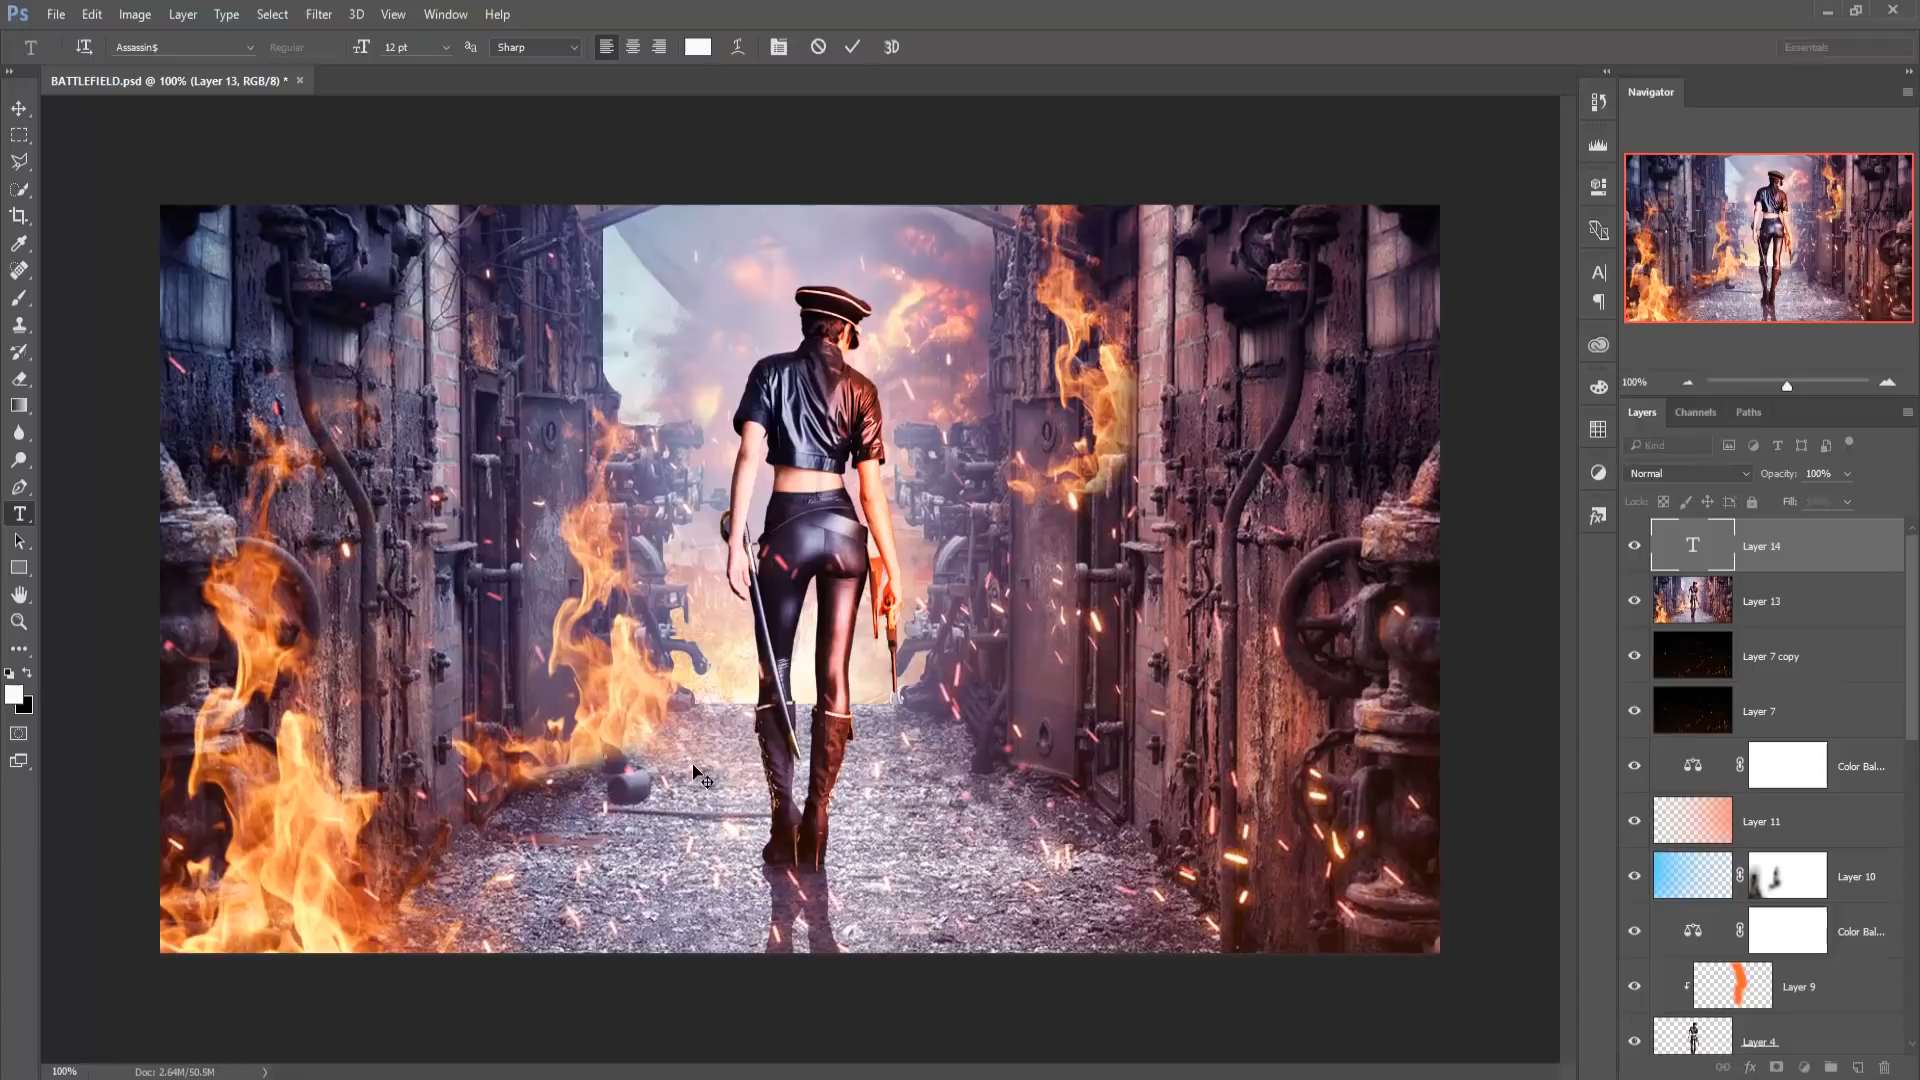 Ps File Edit Image Layer Type Select Filter 3D View Window Help
Assassin$ Regular 12 pt Sharp 3D Essentials
BATTLEFIELD.psd @ 100% (Layer 13, RGB/8) *
Navigator
100%
Layers Channels Paths
Kind
Normal Opacity: 100%
Lock: Fill:
Layer 14
Layer 13
Layer 7 copy
Layer 7
Color Bal...
Layer 11
Layer 10
Color Bal...
Layer 9
Layer 4
100% Doc: 2.64M/50.5M